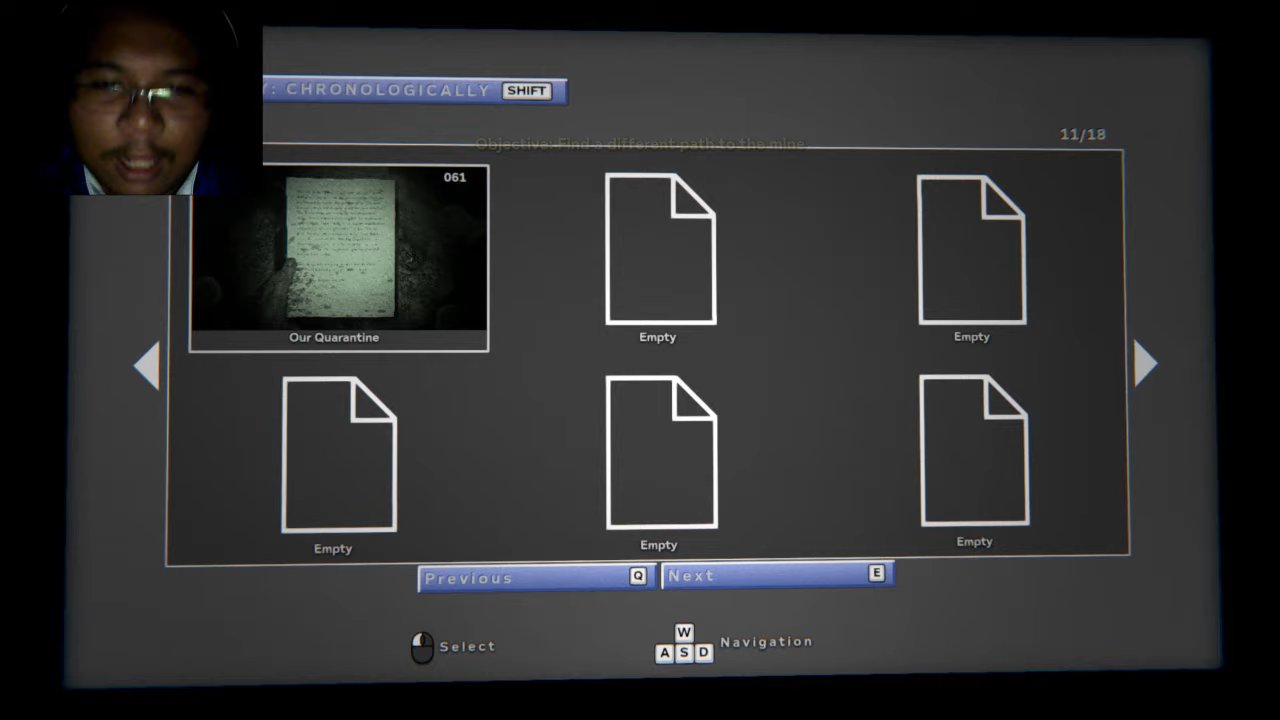 Y: CHRONOLOGICALLY SHIFT
11/18
Objective: Find a different path to the mine
061
Our Quarantine
Empty
Empty
Empty
Empty
Empty
Previous Q
Next E
Select
W
A S D
Navigation